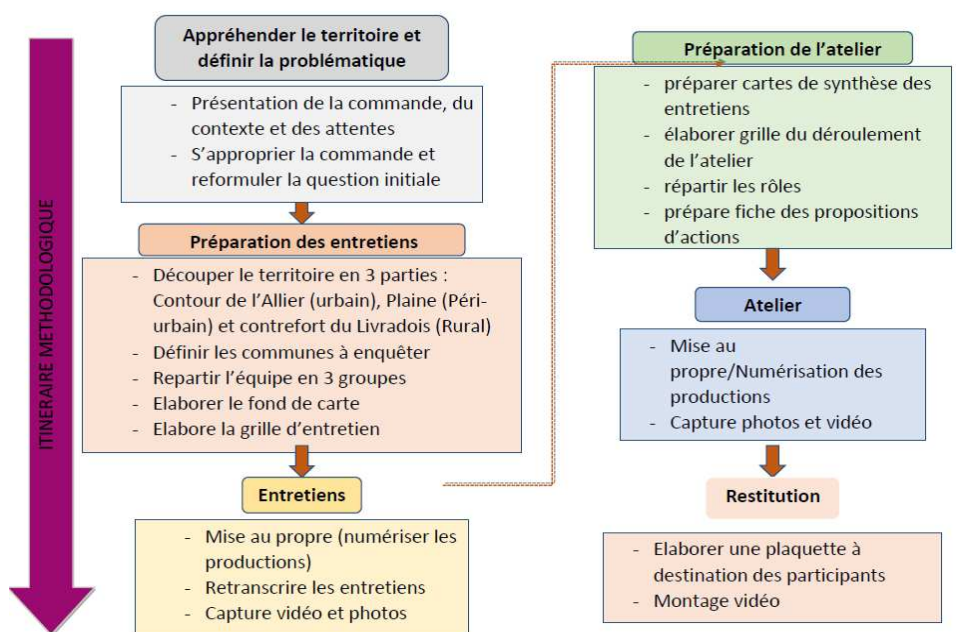 ITINERAIRE METHODOLOGIQUE
Appréhender le territoire et
définir la problématique
- Présentation de la commande, du
contexte et des attentes
- S’approprier la commande et
reformuler la question initiale
Préparation des entretiens
- Découper le territoire en 3 parties :
Contour de l’Allier (urbain), Plaine (Péri-
urbain) et contrefort du Livradois (Rural)
- Définir les communes à enquêter
- Repartir l’équipe en 3 groupes
- Elaborer le fond de carte
- Elabore la grille d’entretien
Entretiens
- Mise au propre (numériser les
productions)
- Retranscrire les entretiens
- Capture vidéo et photos
Préparation de l’atelier
- préparer cartes de synthèse des
entretiens
- élaborer grille du déroulement
de l’atelier
- répartir les rôles
- prépare fiche des propositions
d’actions
Atelier
- Mise au
propre/Numérisation des
productions
- Capture photos et vidéo
Restitution
- Elaborer une plaquette à
destination des participants
- Montage vidéo